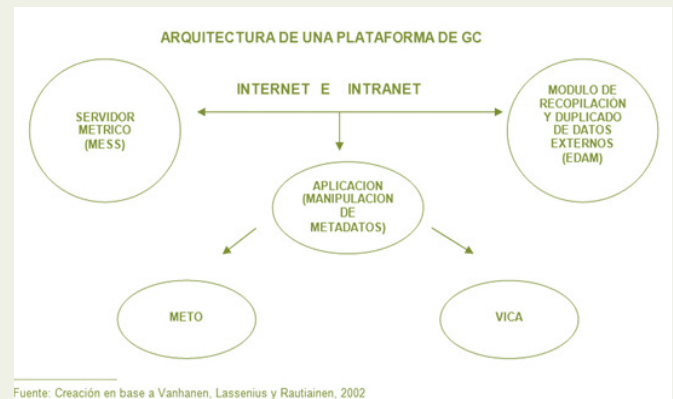 ARQUITECTURA DE UNA PLATAFORMA DE GC
INTERNET E INTRANET
SERVIDOR
METRICO
(MESS)
MODULO DE
RECOPILACIÓN
Y DUPLICADO
DE DATOS
EXTERNOS
(EDAM)
APLICACION
(MANIPULACION
DE
METADATOS)
METO
VICA
Fuente: Creación en base a Vanhanen, Lassenius y Rautiainen, 2002